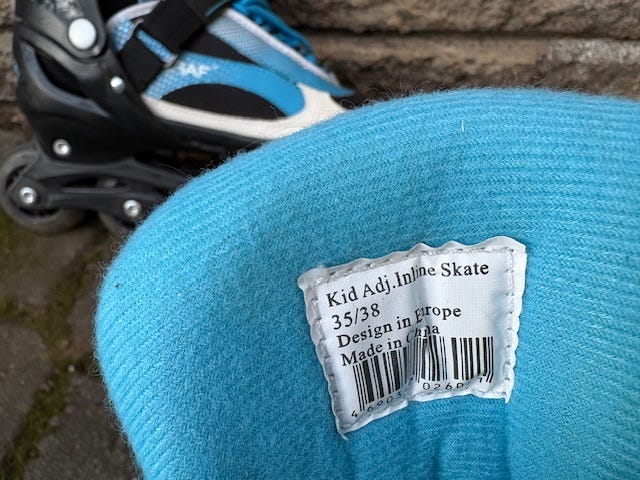 Kid Adj.Inline Skate
35/38
Design in Europe
Made in China